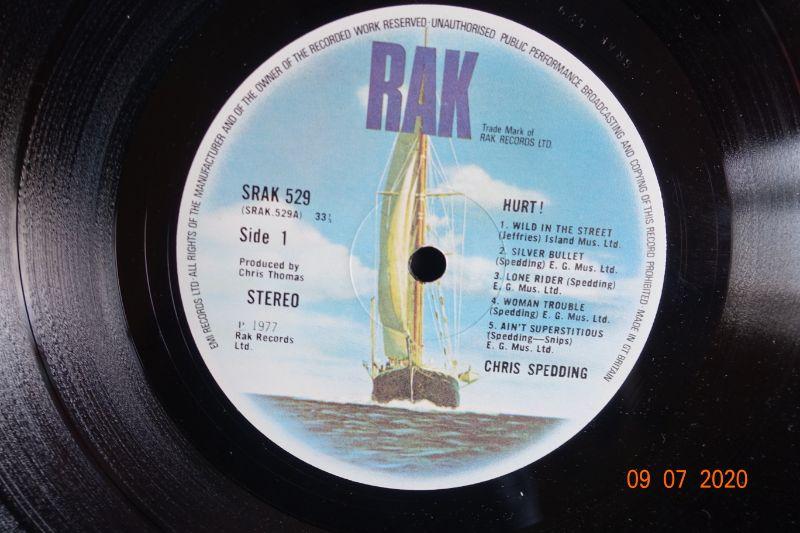 EMI RECORDS LTD·ALL RIGHTS OF THE MANUFACTURER AND OF THE OWNER OF THE RECORDED WORK RESERVED·UNAUTHORISED PUBLIC PERFORMANCE BROADCASTING AND COPYING OF THIS RECORD PROHIBITED MADE IN GT BRITAIN
RAK
Trade Mark of
RAK RECORDS LTD.
SRAK 529
(SRAK.529A) 33⅓
Side 1
Produced by
Chris Thomas
STEREO
P 1977
Rak Records
Ltd.
HURT!
1. WILD IN THE STREET
(Jeffries) Island Mus. Ltd.
2. SILVER BULLET
(Spedding) E. G. Mus. Ltd.
3. LONE RIDER (Spedding)
E. G. Mus. Ltd.
4. WOMAN TROUBLE
(Spedding) E. G. Mus. Ltd.
5. AIN'T SUPERSTITIOUS
(Spedding—Snips)
E. G. Mus. Ltd.
CHRIS SPEDDING
SRAK 529
09 07 2020